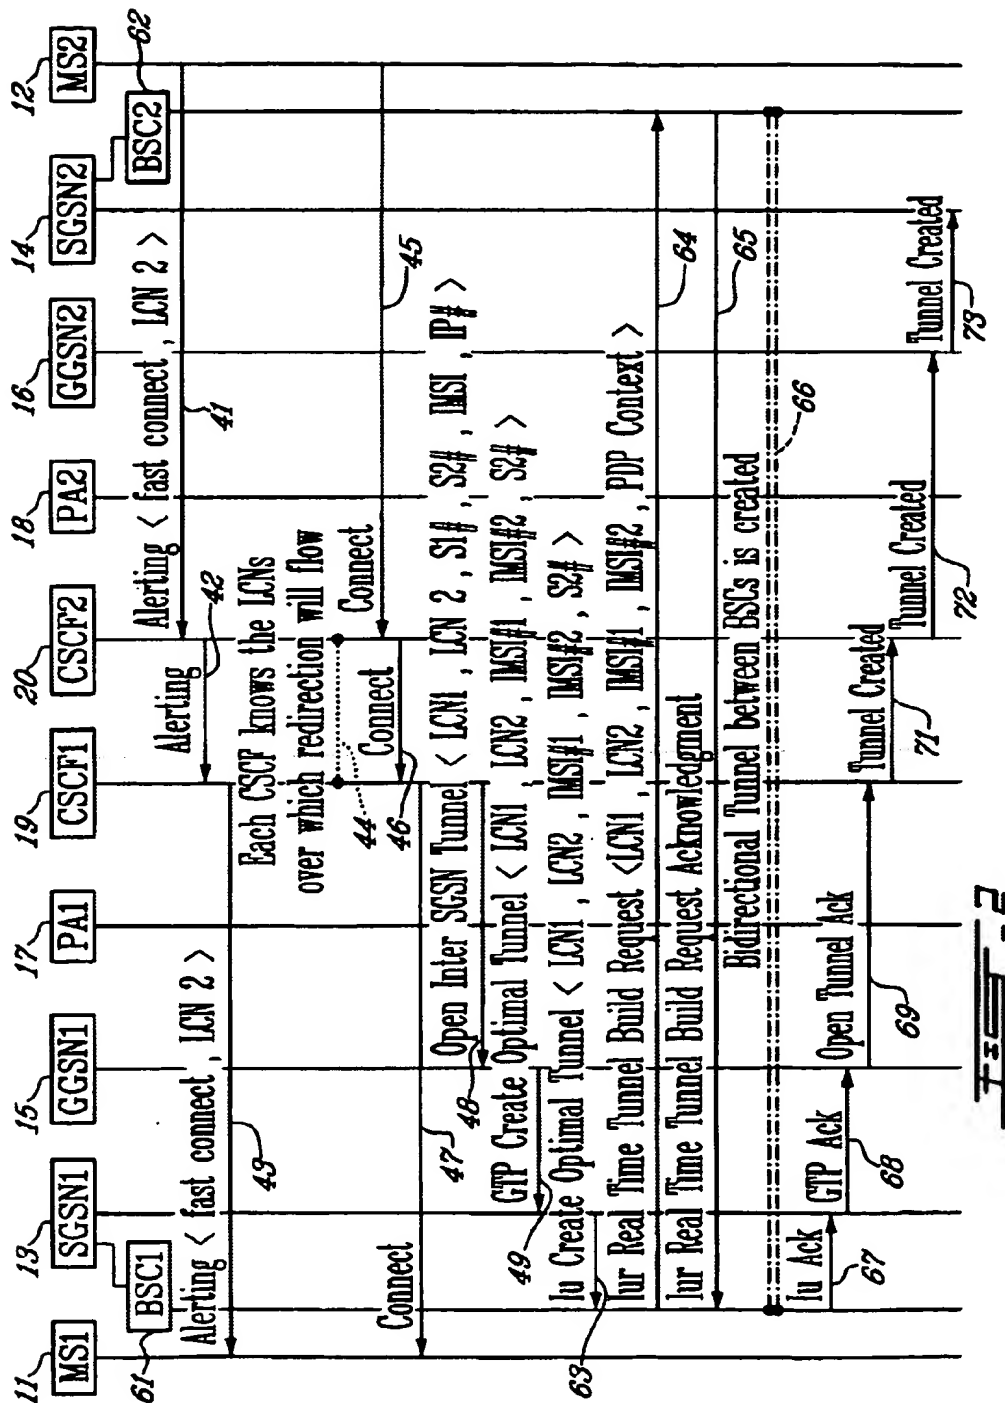 11 MS1
61 BSC1
13 SGSN1
15 GGSN1
17 PA1
19 CSCF1
20 CSCF2
18 PA2
16 GGSN2
14 SGSN2
BSC2 62
12 MS2
Alerting < fast connect , LCN 2 >
41
Alerting
42
Alerting < fast connect, LCN 2 >
43
Each CSCF knows the LCNs
over which redirection will flow
44
Connect
45
Connect
46
Connect
47
Open Inter SGSN Tunnel < LCN1 , LCN 2 , S1# , S2# , IMSI , IP# >
48
GTP Create Optimal Tunnel < LCN1 , LCN2 , IMSI#1 , IMSI#2 , S2# >
49
Iu Create Optimal Tunnel < LCN1 , LCN2 , IMSI#1 , IMSI#2 , S2# >
63
Iur Real Time Tunnel Build Request <LCN1 , LCN2 , IMSI#1 , IMSI#2 , PDP Context >
64
Iur Real Time Tunnel Build Request Acknowledgment
65
Bidirectional Tunnel between BSCs is created
66
Iu Ack
67
GTP Ack
68
Open Tunnel Ack
69
Tunnel Created
71
Tunnel Created
72
Tunnel Created
73
Fig-2